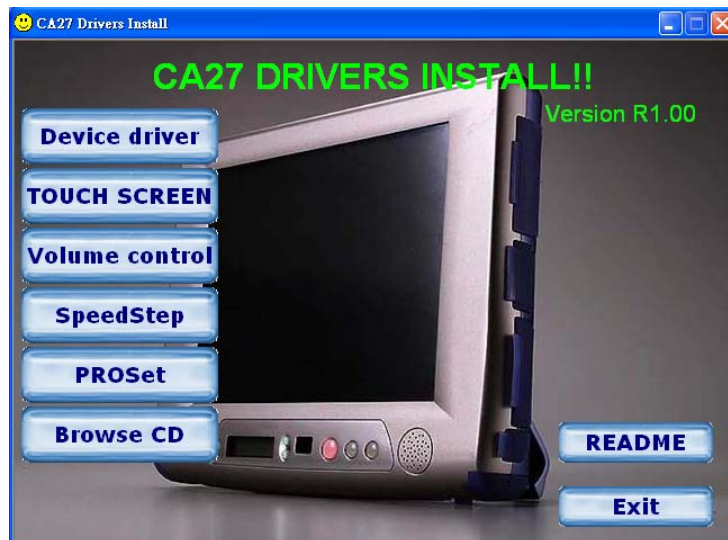 CA27 Drivers Install
CA27 DRIVERS INSTALL!!
Version R1.00
Device driver
TOUCH SCREEN
Volume control
SpeedStep
PROSet
Browse CD
README
Exit